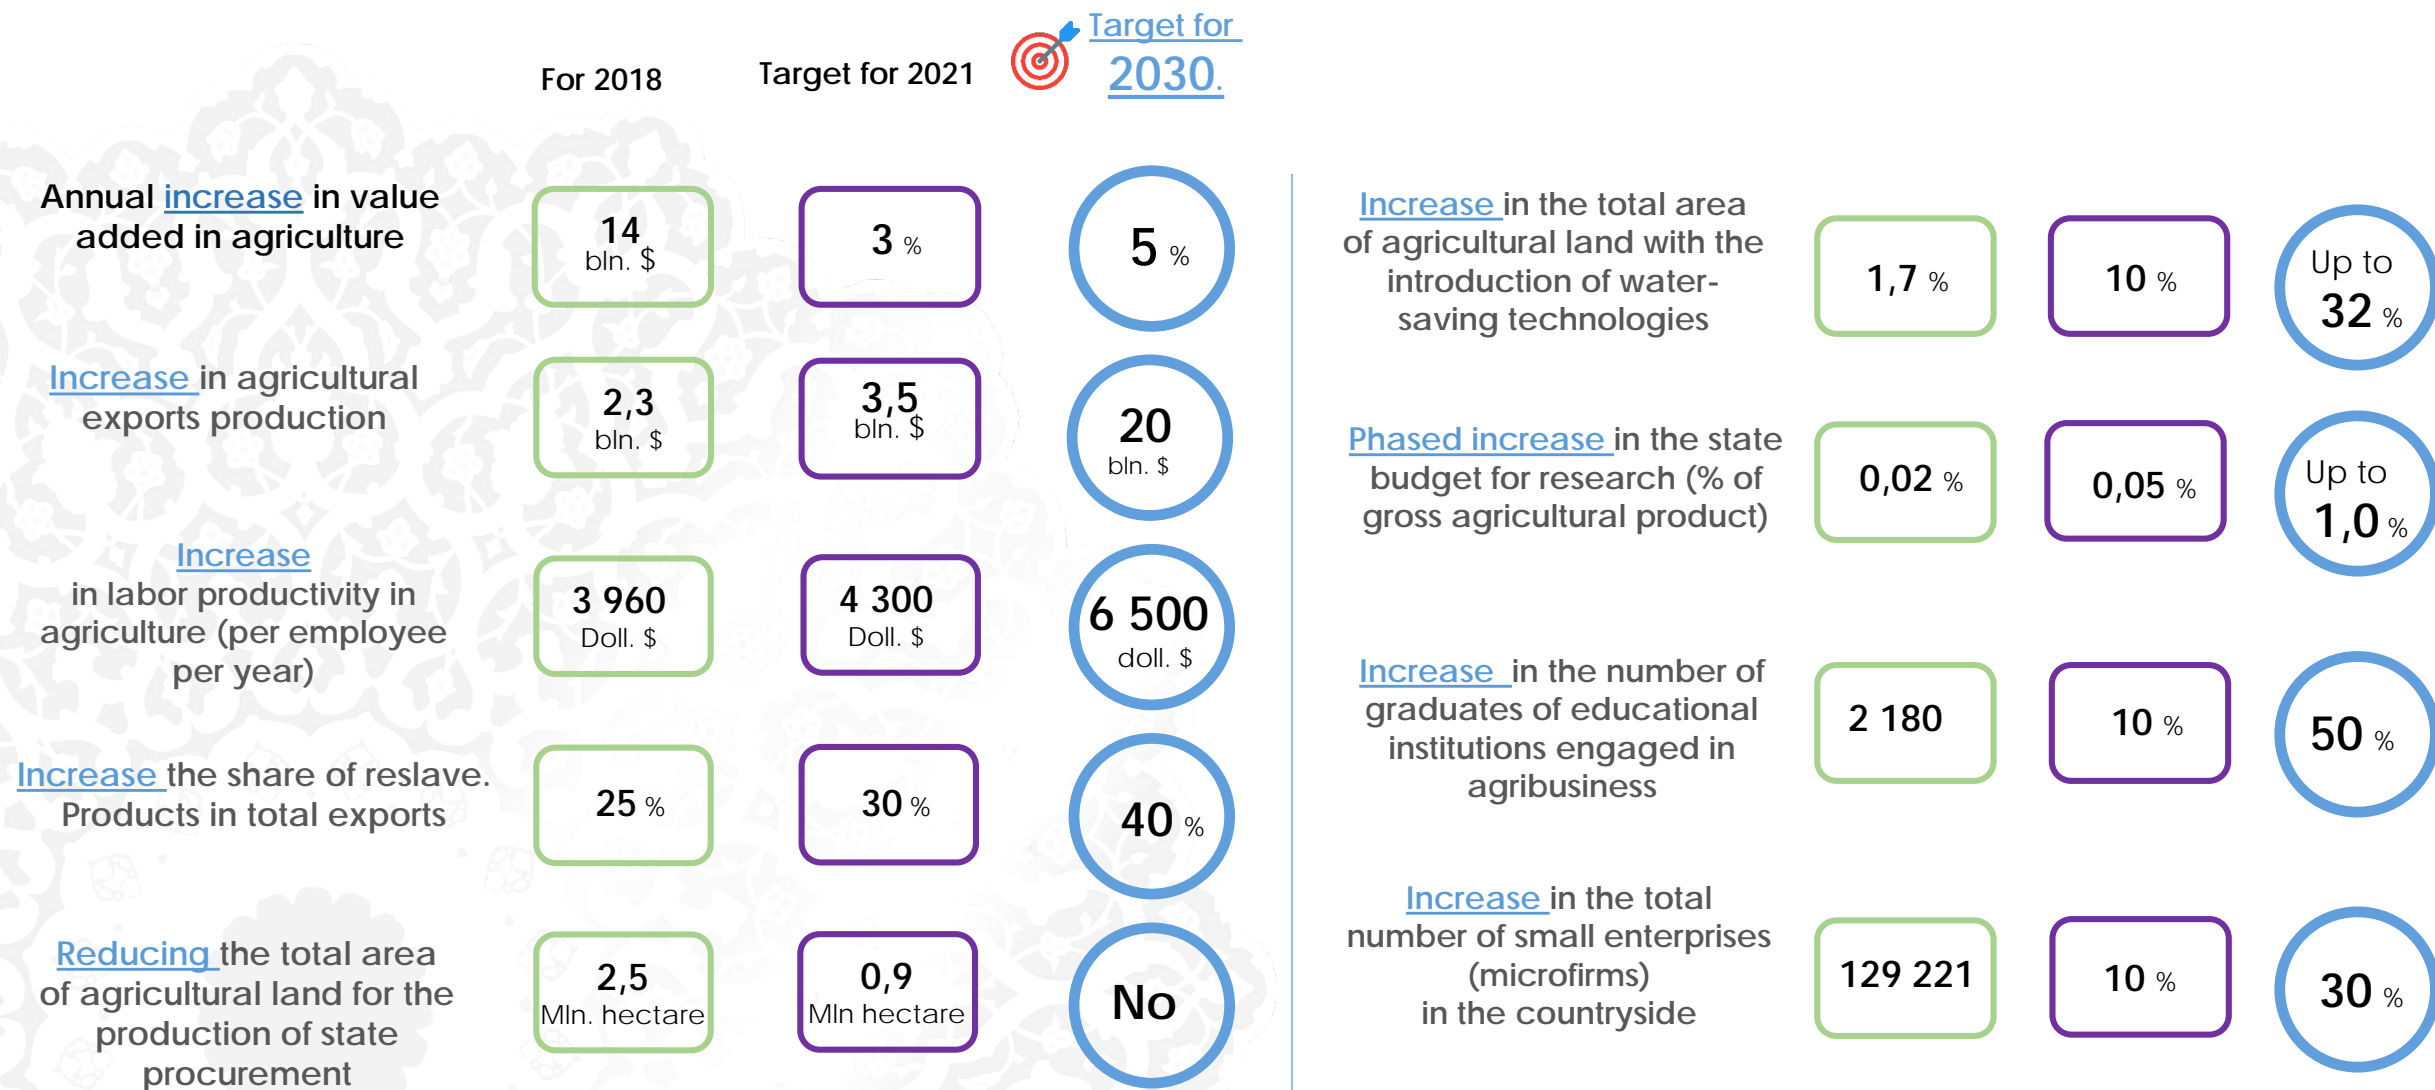 For 2018
Target for 2021
Target for
2030.
Annual increase in value
added in agriculture
14
bln. $
3 %
5 %
Increase in agricultural
exports production
2,3
bln. $
3,5
bln. $
20
bln. $
Increase
in labor productivity in
agriculture (per employee
per year)
3 960
Doll. $
4 300
Doll. $
6 500
doll. $
Increase the share of reslave.
Products in total exports
25 %
30 %
40 %
Reducing the total area
of agricultural land for the
production of state
procurement
2,5
Mln. hectare
0,9
Mln hectare
No
Increase in the total area
of agricultural land with the
introduction of water-
saving technologies
1,7 %
10 %
Up to
32 %
Phased increase in the state
budget for research (% of
gross agricultural product)
0,02 %
0,05 %
Up to
1,0 %
Increase in the number of
graduates of educational
institutions engaged in
agribusiness
2 180
10 %
50 %
Increase in the total
number of small enterprises
(microfirms)
in the countryside
129 221
10 %
30 %